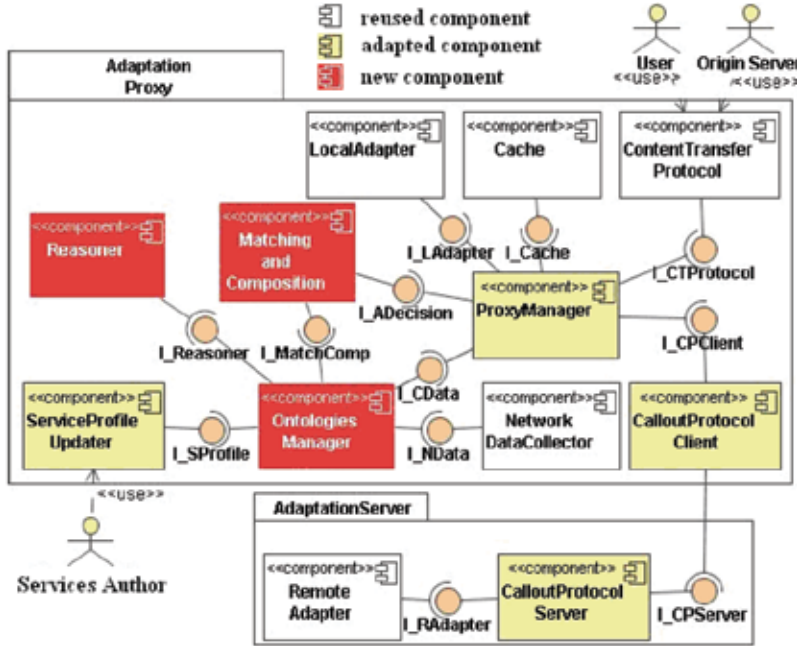 reused component
adapted component
new component
User
<<use>>
Origin Server
<<use>>
Adaptation
Proxy
<<component>>
LocalAdapter
<<component>>
Cache
<<component>>
ContentTransfer
Protocol
<<component>>
Reasoner
<<component>>
Matching
and
Composition
I_LAdapter
I_Cache
I_CTProtocol
<<component>>
ProxyManager
I_ADecision
I_Reasoner
I_MatchComp
I_CPClient
I_CData
<<component>>
ServiceProfile
Updater
I_SProfile
<<component>>
Ontologies
Manager
I_NData
<<component>>
Network
DataCollector
<<component>>
CalloutProtocol
Client
<<use>>
Services Author
AdaptationServer
<<component>>
Remote
Adapter
I_RAdapter
<<component>>
CalloutProtocol
Server
I_CPServer